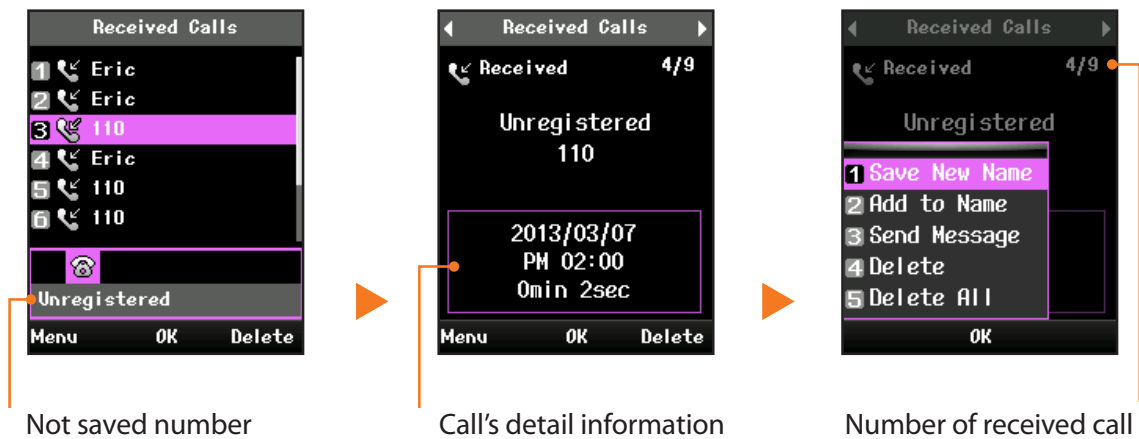 Received Calls
1 Eric
2 Eric
3 110
4 Eric
5 110
6 110
Unregistered
Menu OK Delete
Not saved number
Received Calls
Received 4/9
Unregistered
110
2013/03/07
PM 02:00
0min 2sec
Menu OK Delete
Call's detail information
Received Calls
Received 4/9
Unregistered
1 Save New Name
2 Add to Name
3 Send Message
4 Delete
5 Delete All
OK
Number of received call